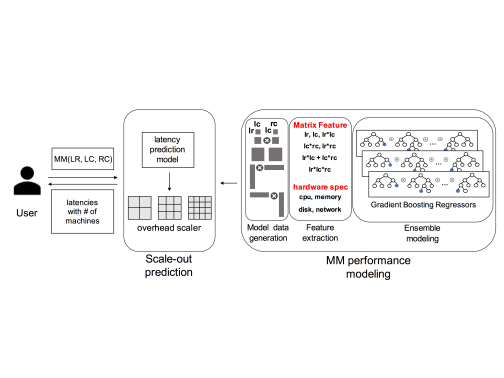 User
MM(LR, LC, RC)
latencies
with # of
machines
latency
prediction
model
overhead scaler
Scale-out
prediction
lc rc
lr lc
Model data
generation
Matrix Feature
lr, lc, lr*lc
lc*rc, lr*rc
lr*lc + lc*rc
lr*lc*rc
hardware spec
cpu, memory
disk, network
Feature
extraction
...
...
...
Gradient Boosting Regressors
Ensemble
modeling
MM performance
modeling